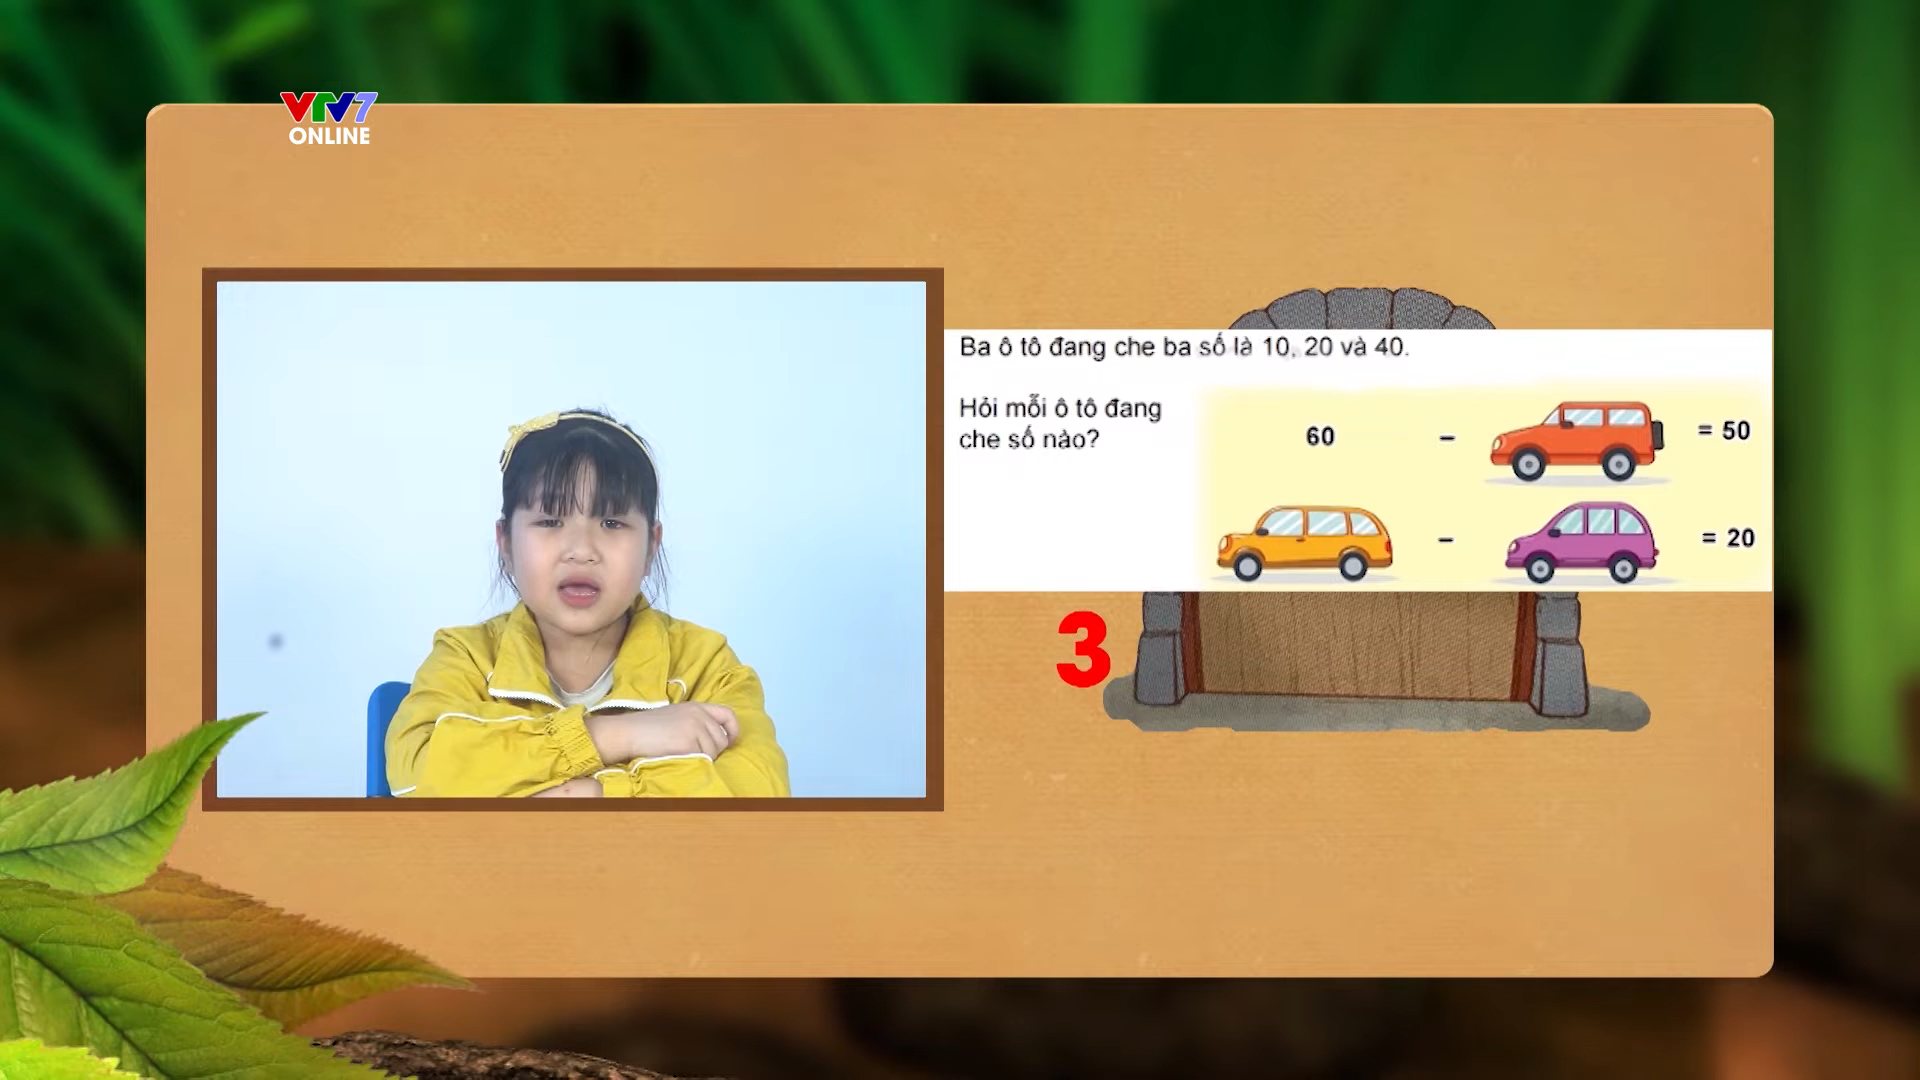 VTV7
ONLINE
Ba ô tô đang che ba số là 10, 20 và 40.
Hỏi mỗi ô tô đang
che số nào?
60 - = 50
- = 20
3